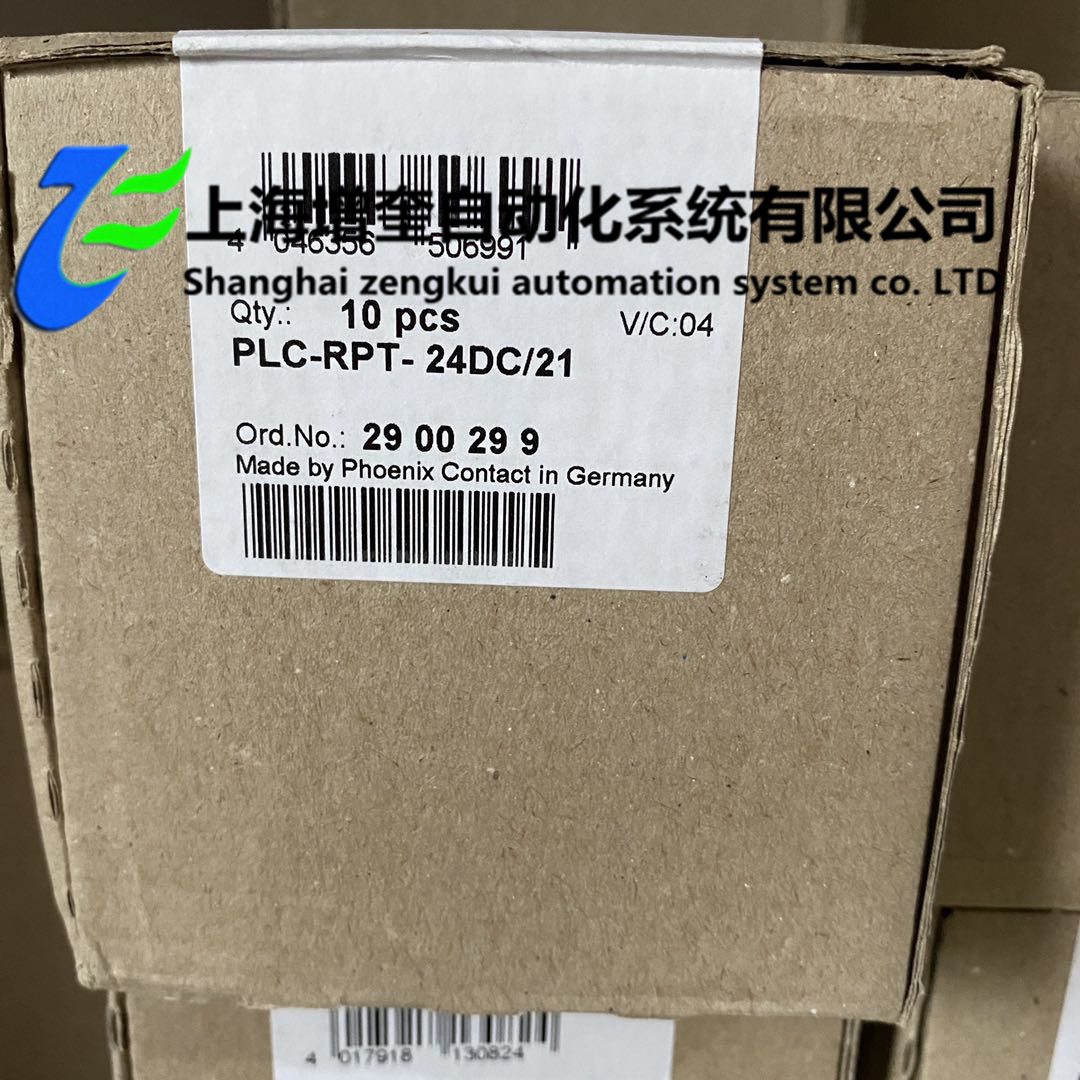 上海增奎自动化系统有限公司
4 046356 506991
Shanghai zengkui automation system co. LTD
Qty.: 10 pcs V/C:04
PLC-RPT- 24DC/21
Ord.No.: 29 00 29 9
Made by Phoenix Contact in Germany
4 017918 130824